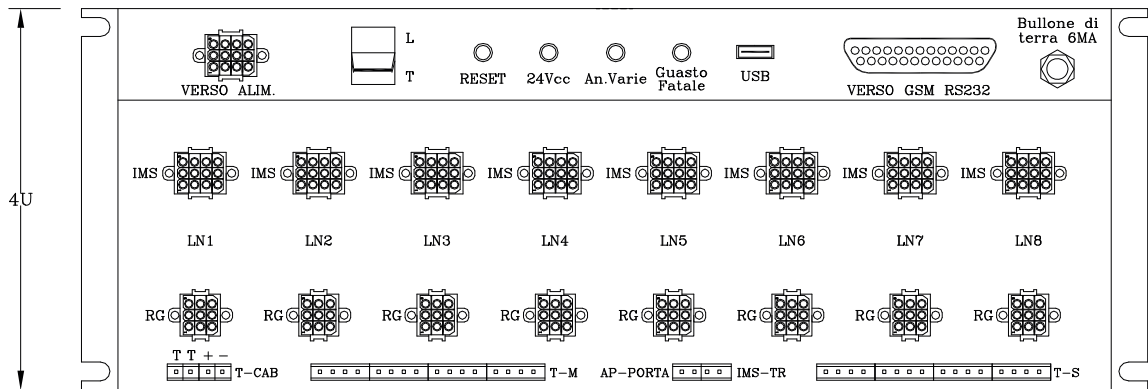 Bullone di
terra 6MA
L
T
RESET 24Vcc An.Varie Guasto
Fatale USB
VERSO ALIM. VERSO GSM RS232
4U
IMS IMS IMS IMS IMS IMS IMS IMS
LN1 LN2 LN3 LN4 LN5 LN6 LN7 LN8
RG RG RG RG RG RG RG RG
T T + -
T-CAB T-M AP-PORTA IMS-TR T-S